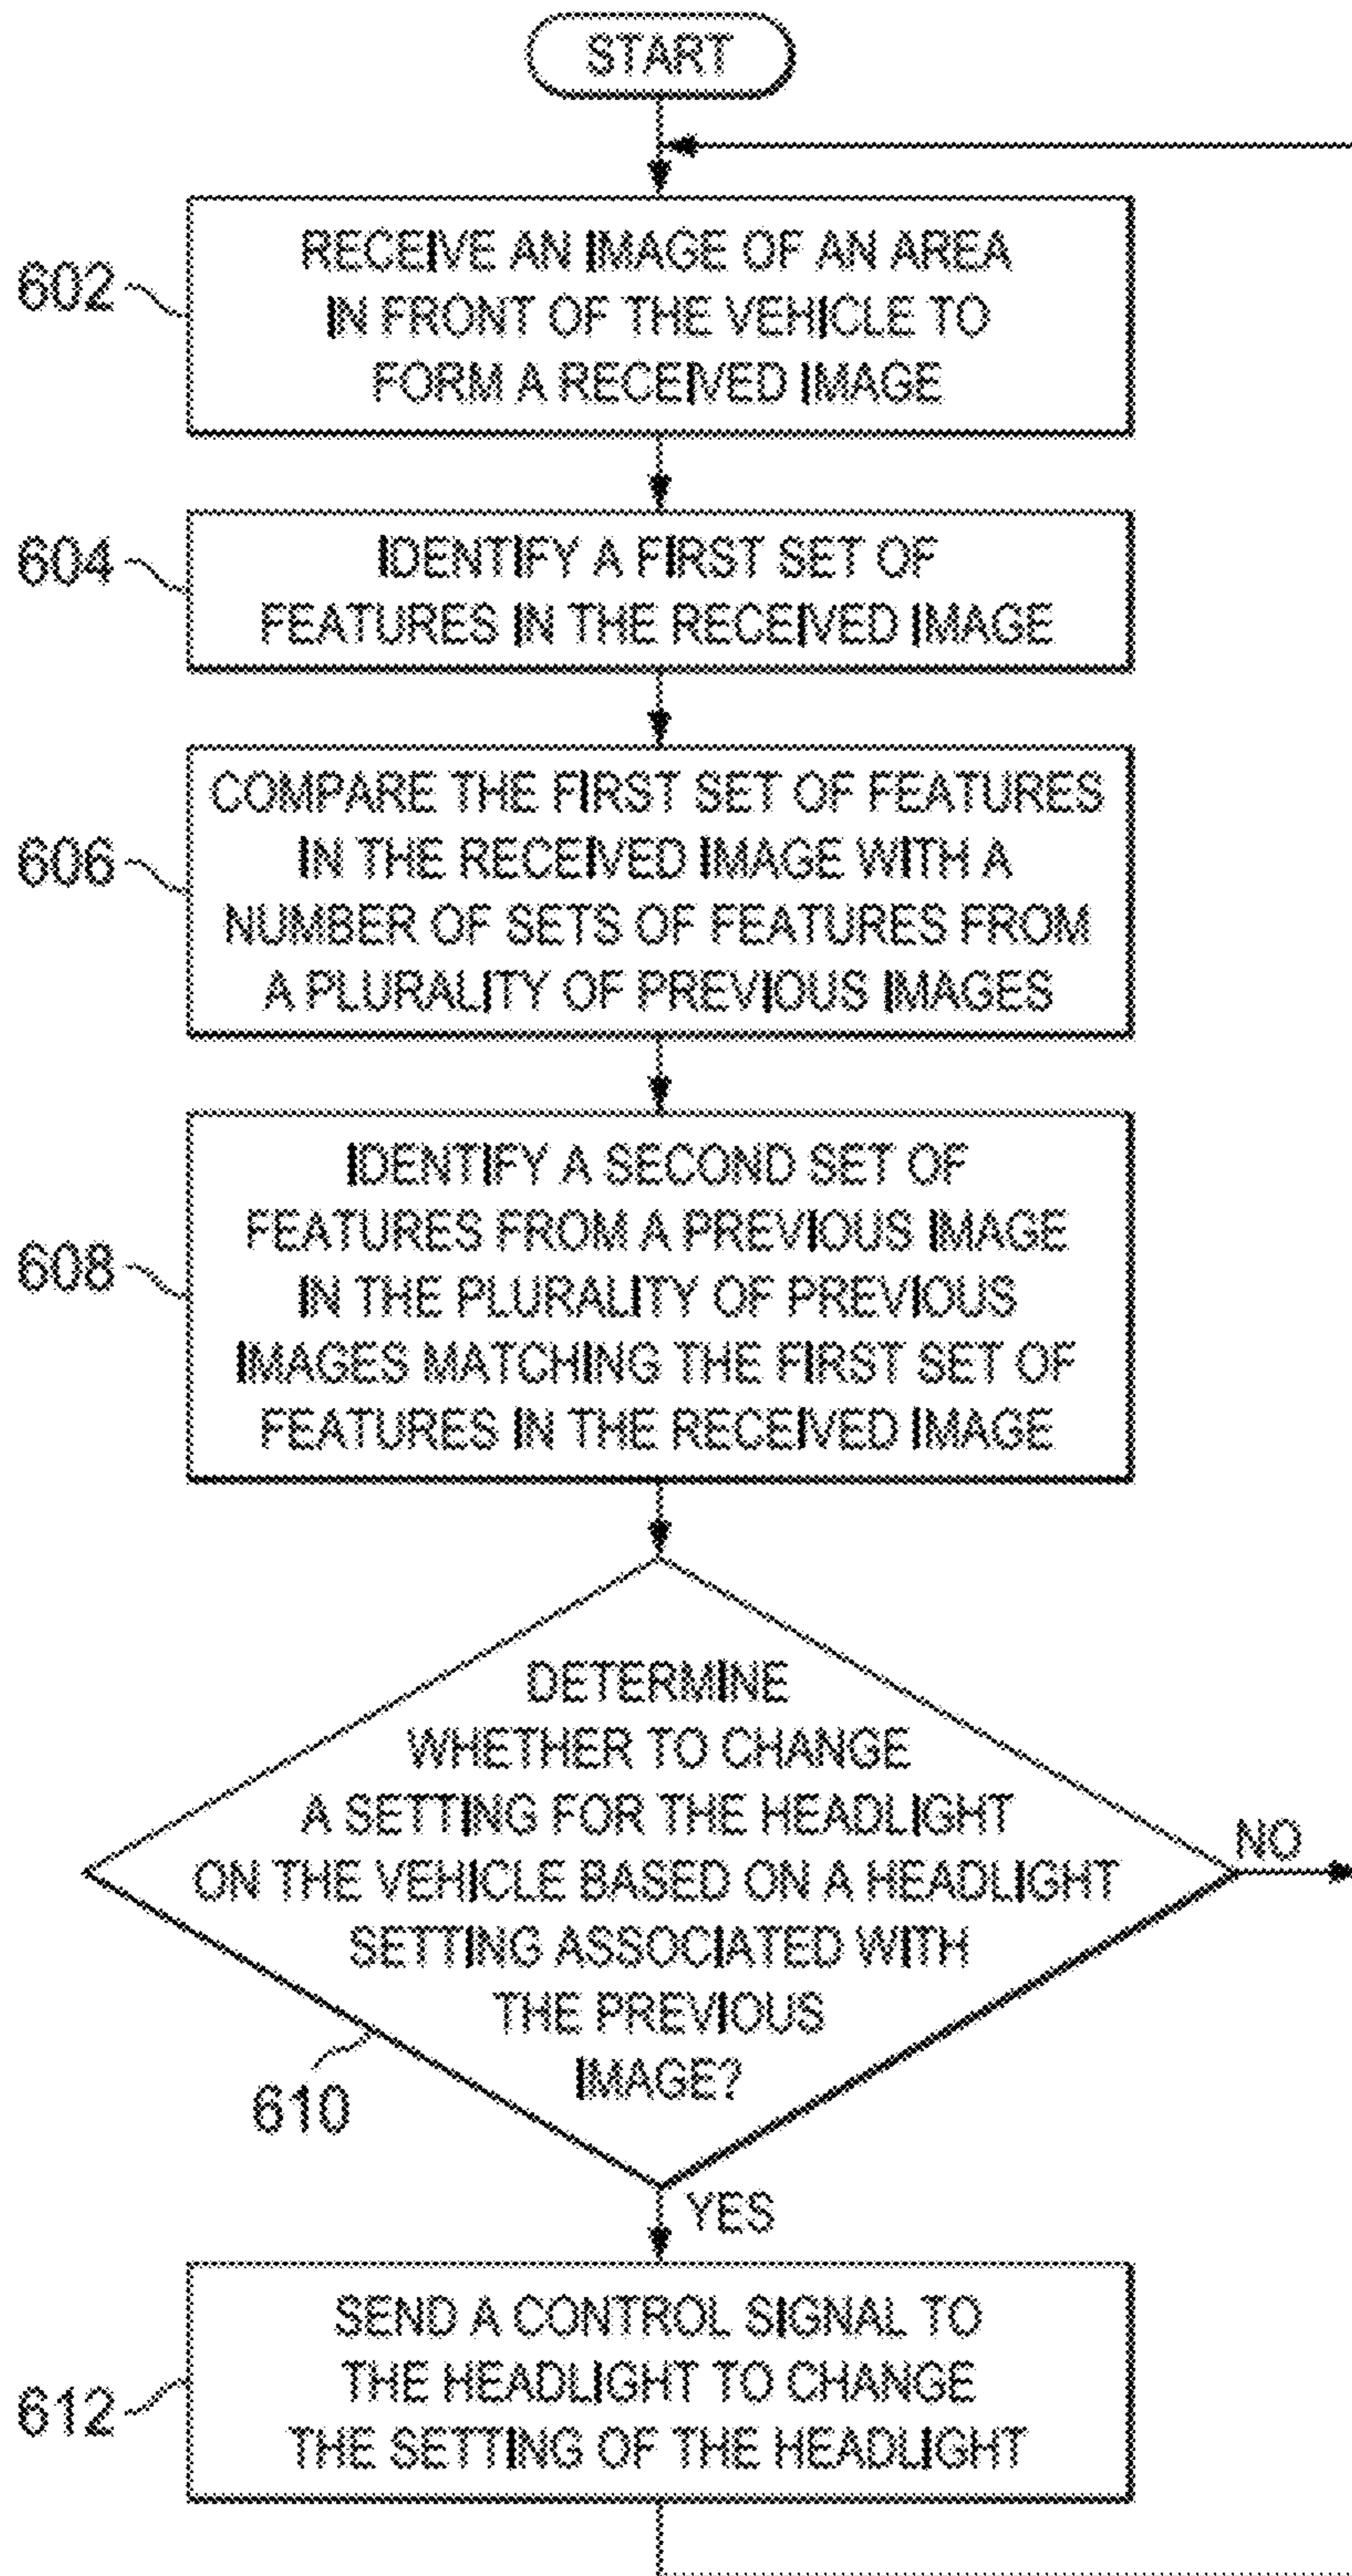 START
602
RECEIVE AN IMAGE OF AN AREA
IN FRONT OF THE VEHICLE TO
FORM A RECEIVED IMAGE
604
IDENTIFY A FIRST SET OF
FEATURES IN THE RECEIVED IMAGE
606
COMPARE THE FIRST SET OF FEATURES
IN THE RECEIVED IMAGE WITH A
NUMBER OF SETS OF FEATURES FROM
A PLURALITY OF PREVIOUS IMAGES
608
IDENTIFY A SECOND SET OF
FEATURES FROM A PREVIOUS IMAGE
IN THE PLURALITY OF PREVIOUS
IMAGES MATCHING THE FIRST SET OF
FEATURES IN THE RECEIVED IMAGE
DETERMINE
WHETHER TO CHANGE
A SETTING FOR THE HEADLIGHT
ON THE VEHICLE BASED ON A HEADLIGHT
SETTING ASSOCIATED WITH
THE PREVIOUS
IMAGE?
NO
610
YES
612
SEND A CONTROL SIGNAL TO
THE HEADLIGHT TO CHANGE
THE SETTING OF THE HEADLIGHT